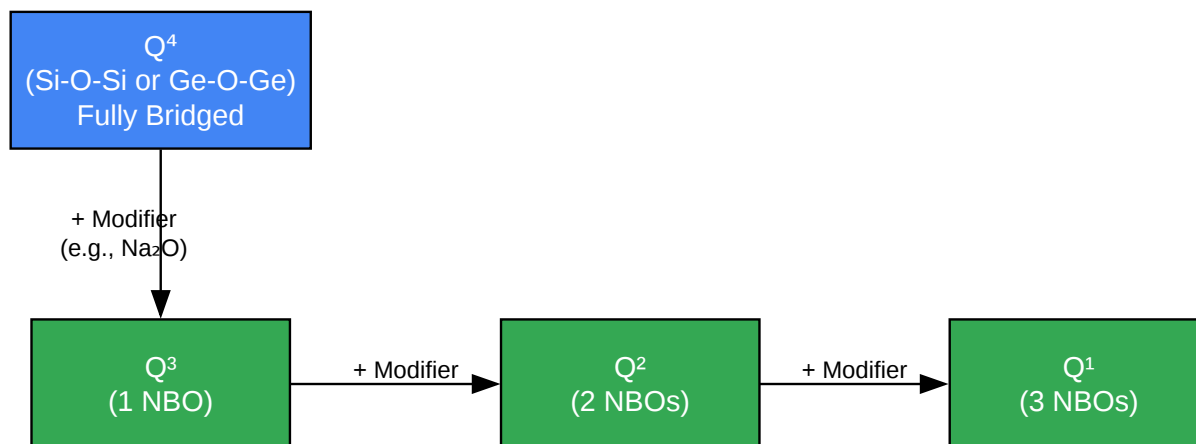 Q⁴
(Si-O-Si or Ge-O-Ge)
Fully Bridged
+ Modifier
(e.g., Na₂O)
Q³
(1 NBO)
+ Modifier
Q²
(2 NBOs)
+ Modifier
Q¹
(3 NBOs)